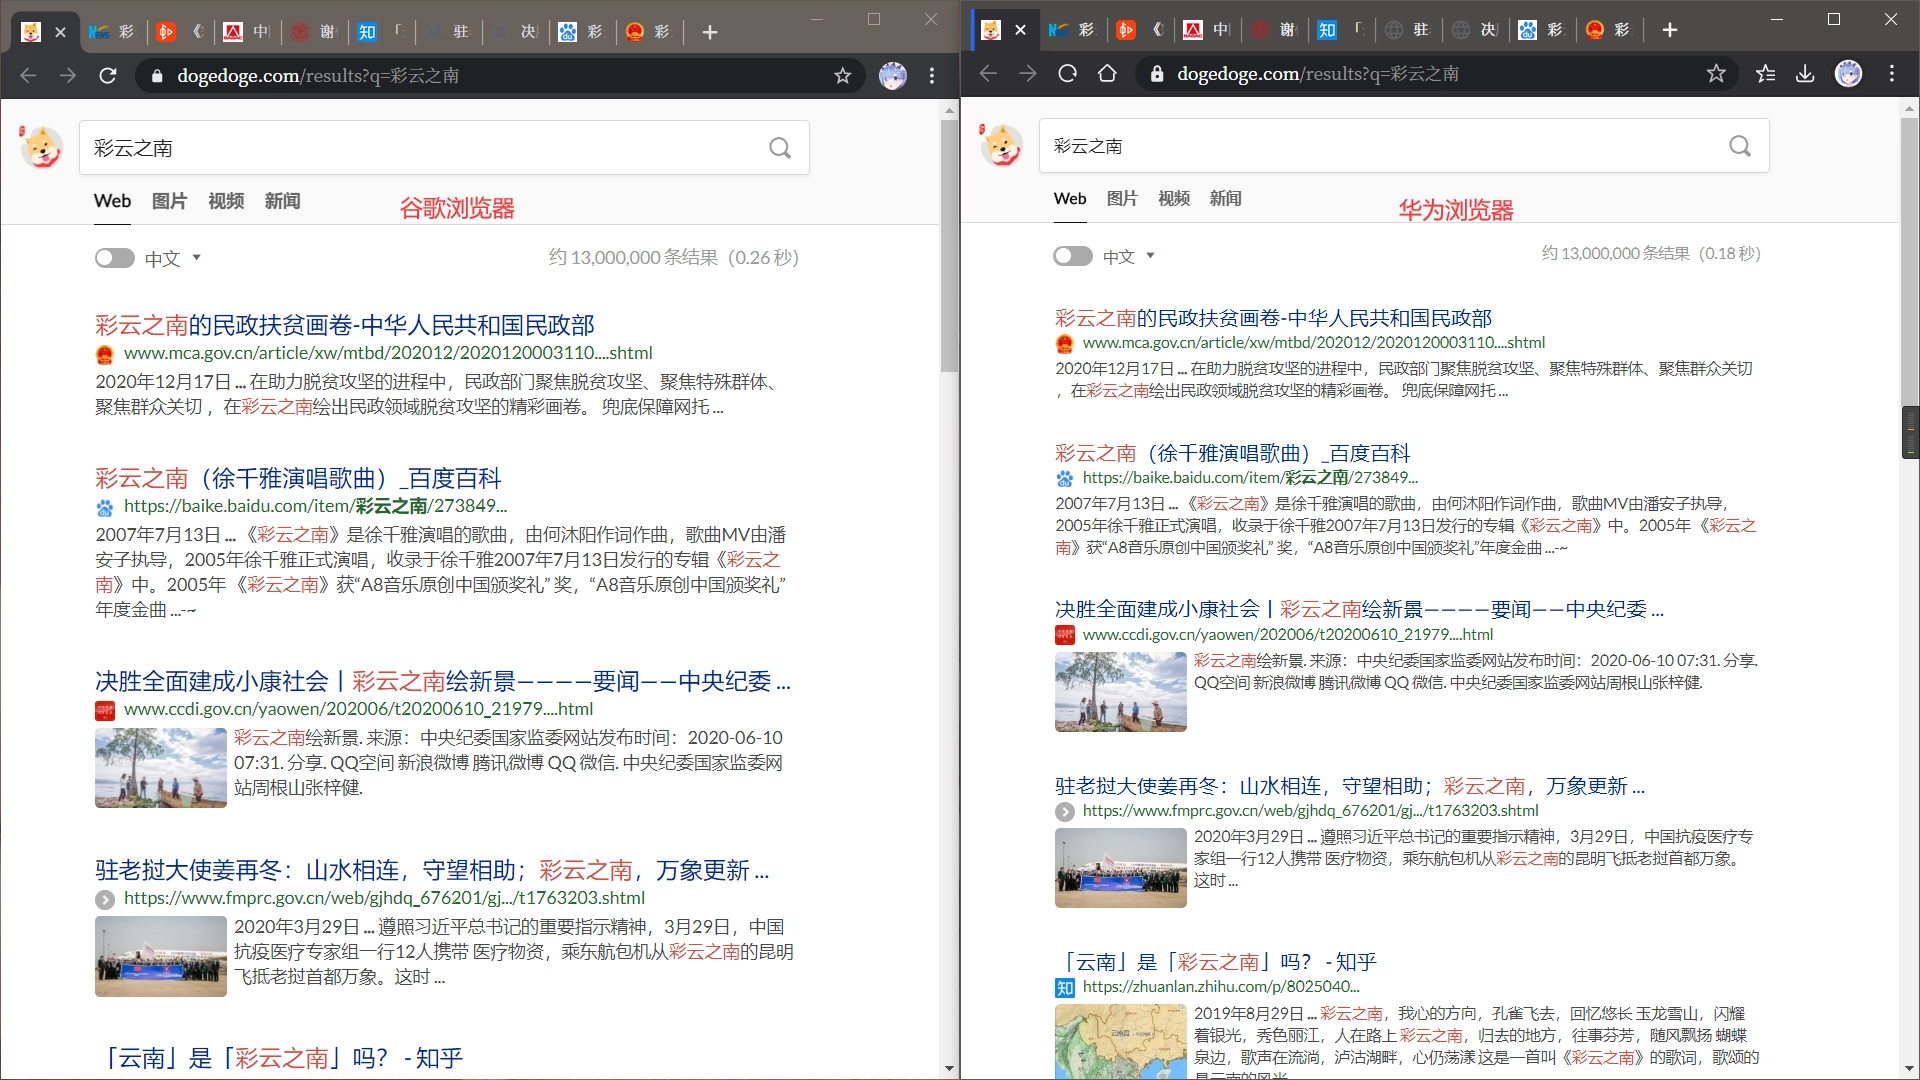 彩 《 中 谢 「 驻 决 彩 彩
dogedoge.com/results?q=彩云之南
彩云之南
Web 图片 视频 新闻
谷歌浏览器
中文
约 13,000,000 条结果（0.26 秒）
彩云之南的民政扶贫画卷-中华人民共和国民政部
www.mca.gov.cn/article/xw/mtbd/202012/2020120003110....shtml
2020年12月17日 ... 在助力脱贫攻坚的进程中，民政部门聚焦脱贫攻坚、聚焦特殊群体、
聚焦群众关切 ，在彩云之南绘出民政领域脱贫攻坚的精彩画卷。 兜底保障网托 ...
彩云之南（徐千雅演唱歌曲）_百度百科
https://baike.baidu.com/item/彩云之南/273849...
2007年7月13日 ... 《彩云之南》是徐千雅演唱的歌曲，由何沐阳作词作曲，歌曲MV由潘
安子执导，2005年徐千雅正式演唱，收录于徐千雅2007年7月13日发行的专辑《彩云之
南》中。2005年 《彩云之南》获“A8音乐原创中国颁奖礼” 奖，“A8音乐原创中国颁奖礼”
年度金曲 ...-~
决胜全面建成小康社会丨彩云之南绘新景————要闻——中央纪委 ...
www.ccdi.gov.cn/yaowen/202006/t20200610_21979....html
彩云之南绘新景. 来源：中央纪委国家监委网站发布时间：2020-06-10
07:31. 分享. QQ空间 新浪微博 腾讯微博 QQ 微信. 中央纪委国家监委网
站周根山张梓健.
驻老挝大使姜再冬：山水相连，守望相助；彩云之南，万象更新 ...
https://www.fmprc.gov.cn/web/gjhdq_676201/gj.../t1763203.shtml
2020年3月29日 ... 遵照习近平总书记的重要指示精神，3月29日，中国
抗疫医疗专家组一行12人携带 医疗物资，乘东航包机从彩云之南的昆明
飞抵老挝首都万象。这时 ...
「云南」是「彩云之南」吗？ - 知乎
彩 《 中 谢 「 驻 决 彩 彩
dogedoge.com/results?q=彩云之南
彩云之南
Web 图片 视频 新闻
华为浏览器
中文
约 13,000,000 条结果（0.18 秒）
彩云之南的民政扶贫画卷-中华人民共和国民政部
www.mca.gov.cn/article/xw/mtbd/202012/2020120003110....shtml
2020年12月17日 ... 在助力脱贫攻坚的进程中，民政部门聚焦脱贫攻坚、聚焦特殊群体、聚焦群众关切
，在彩云之南绘出民政领域脱贫攻坚的精彩画卷。 兜底保障网托 ...
彩云之南（徐千雅演唱歌曲）_百度百科
https://baike.baidu.com/item/彩云之南/273849...
2007年7月13日 ... 《彩云之南》是徐千雅演唱的歌曲，由何沐阳作词作曲，歌曲MV由潘安子执导，
2005年徐千雅正式演唱，收录于徐千雅2007年7月13日发行的专辑《彩云之南》中。2005年 《彩云之
南》获“A8音乐原创中国颁奖礼” 奖，“A8音乐原创中国颁奖礼”年度金曲 ...-~
决胜全面建成小康社会丨彩云之南绘新景————要闻——中央纪委 ...
www.ccdi.gov.cn/yaowen/202006/t20200610_21979....html
彩云之南绘新景. 来源：中央纪委国家监委网站发布时间：2020-06-10 07:31. 分享.
QQ空间 新浪微博 腾讯微博 QQ 微信. 中央纪委国家监委网站周根山张梓健.
驻老挝大使姜再冬：山水相连，守望相助；彩云之南，万象更新 ...
https://www.fmprc.gov.cn/web/gjhdq_676201/gj.../t1763203.shtml
2020年3月29日 ... 遵照习近平总书记的重要指示精神，3月29日，中国抗疫医疗专
家组一行12人携带 医疗物资，乘东航包机从彩云之南的昆明飞抵老挝首都万象。
这时 ...
「云南」是「彩云之南」吗？ - 知乎
https://zhuanlan.zhihu.com/p/8025040...
2019年8月29日 ... 彩云之南，我心的方向，孔雀飞去，回忆悠长 玉龙雪山，闪耀
着银光，秀色丽江，人在路上 彩云之南，归去的地方，往事芬芳，随风飘扬 蝴蝶
泉边，歌声在流淌，泸沽湖畔，心仍荡漾 这是一首叫《彩云之南》的歌词，歌颂的